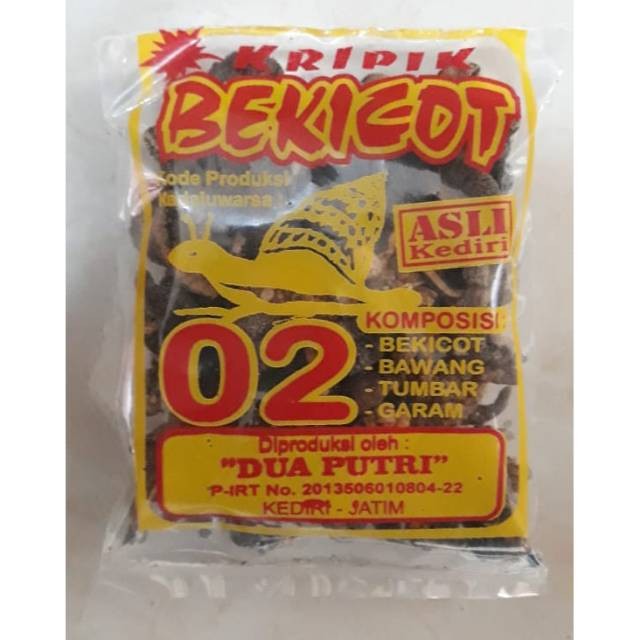 KRIPIK
BEKICOT
Kode Produksi
Kadaluwarsa
ASLI
Kediri
02
KOMPOSISI:
- BEKICOT
- BAWANG
- TUMBAR
- GARAM
Diproduksi oleh :
"DUA PUTRI"
P-IRT No. 2013506010804-22
KEDIRI - JATIM